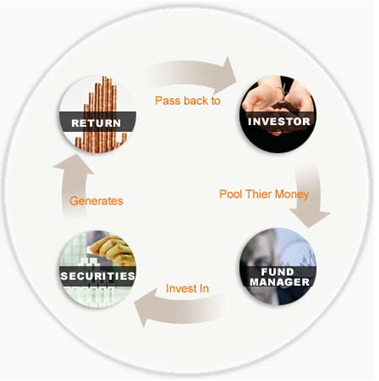 Pass back to
RETURN
INVESTOR
Generates
Pool Thier Money
SECURITIES
FUND
MANAGER
Invest In